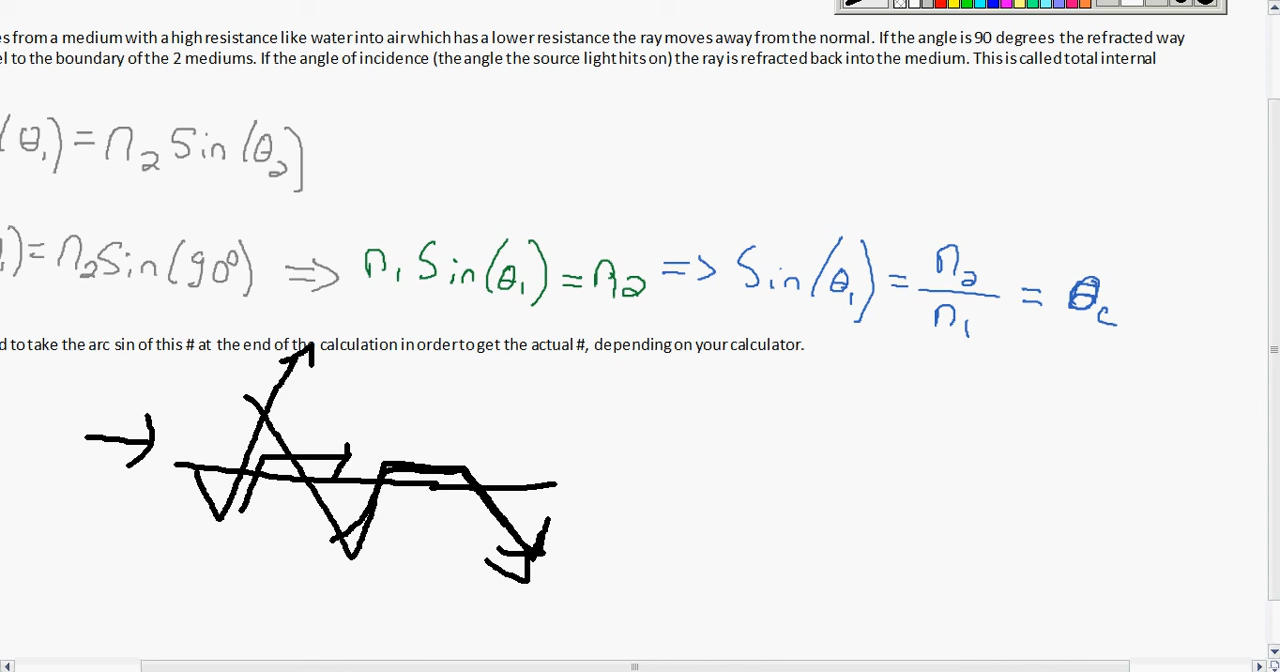 es from a medium with a high resistance like water into air which has a lower resistance the ray moves away from the normal. If the angle is 90 degrees the refracted way
el to the boundary of the 2 mediums. If the angle of incidence (the angle the source light hits on) the ray is refracted back into the medium. This is called total internal
(θ₁) = n₂ Sin (θ₂]
₁) = n₂ Sin (90°) => n₁ Sin (θ₁) = n₂ => Sin (θ₁) = n₂/n₁ = θc
d to take the arc sin of this # at the end of the calculation in order to get the actual #, depending on your calculator.